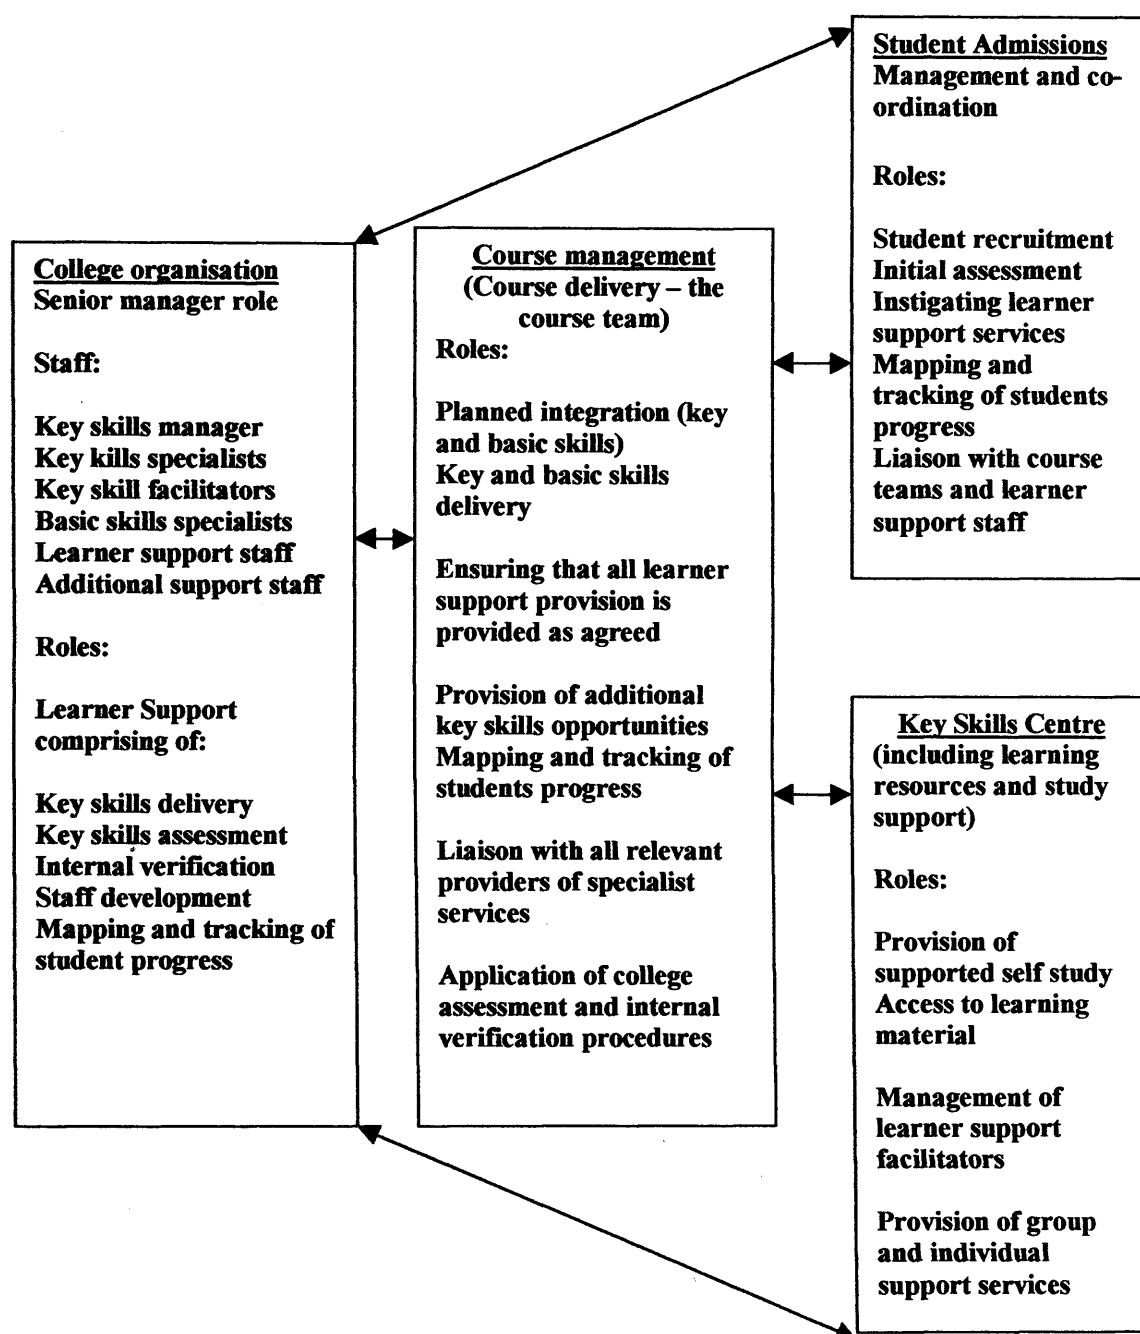 College organisation
Senior manager role
Staff:
Key skills manager
Key kills specialists
Key skill facilitators
Basic skills specialists
Learner support staff
Additional support staff
Roles:
Learner Support
comprising of:
Key skills delivery
Key skills assessment
Internal verification
Staff development
Mapping and tracking of
student progress
Course management
(Course delivery – the
course team)
Roles:
Planned integration (key
and basic skills)
Key and basic skills
delivery
Ensuring that all learner
support provision is
provided as agreed
Provision of additional
key skills opportunities
Mapping and tracking of
students progress
Liaison with all relevant
providers of specialist
services
Application of college
assessment and internal
verification procedures
Student Admissions
Management and co-
ordination
Roles:
Student recruitment
Initial assessment
Instigating learner
support services
Mapping and
tracking of students
progress
Liaison with course
teams and learner
support staff
Key Skills Centre
(including learning
resources and study
support)
Roles:
Provision of
supported self study
Access to learning
material
Management of
learner support
facilitators
Provision of group
and individual
support services